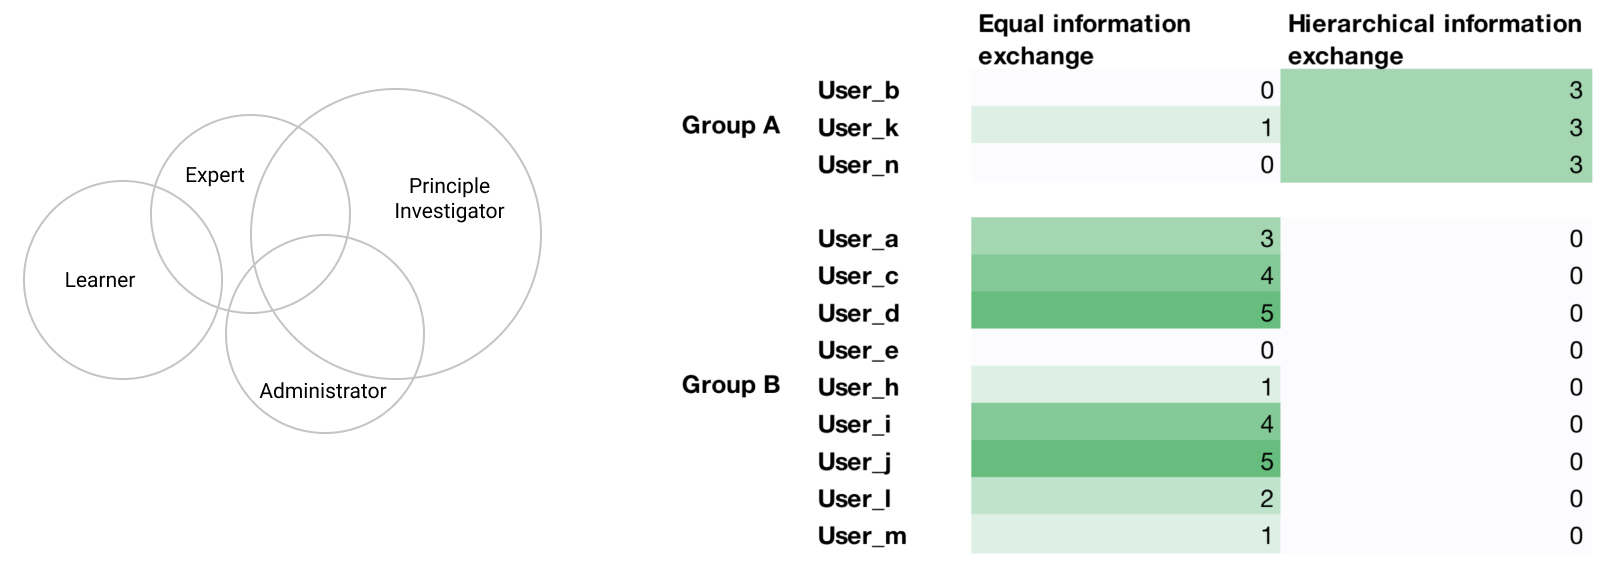 Expert
Principle
Investigator
Learner
Administrator
Equal information
exchange
Hierarchical information
exchange
Group A
User_b 0 3
User_k 1 3
User_n 0 3
Group B
User_a 3 0
User_c 4 0
User_d 5 0
User_e 0 0
User_h 1 0
User_i 4 0
User_j 5 0
User_l 2 0
User_m 1 0